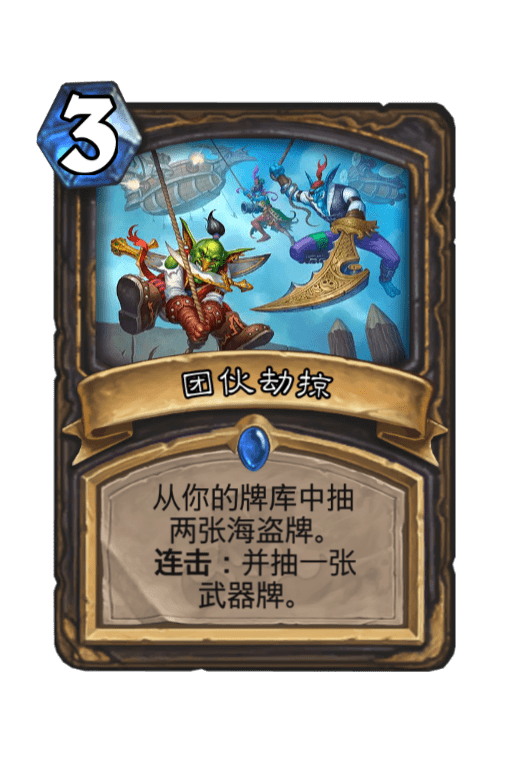 3
团伙劫掠
从你的牌库中抽
两张海盗牌。
连击：并抽一张
武器牌。